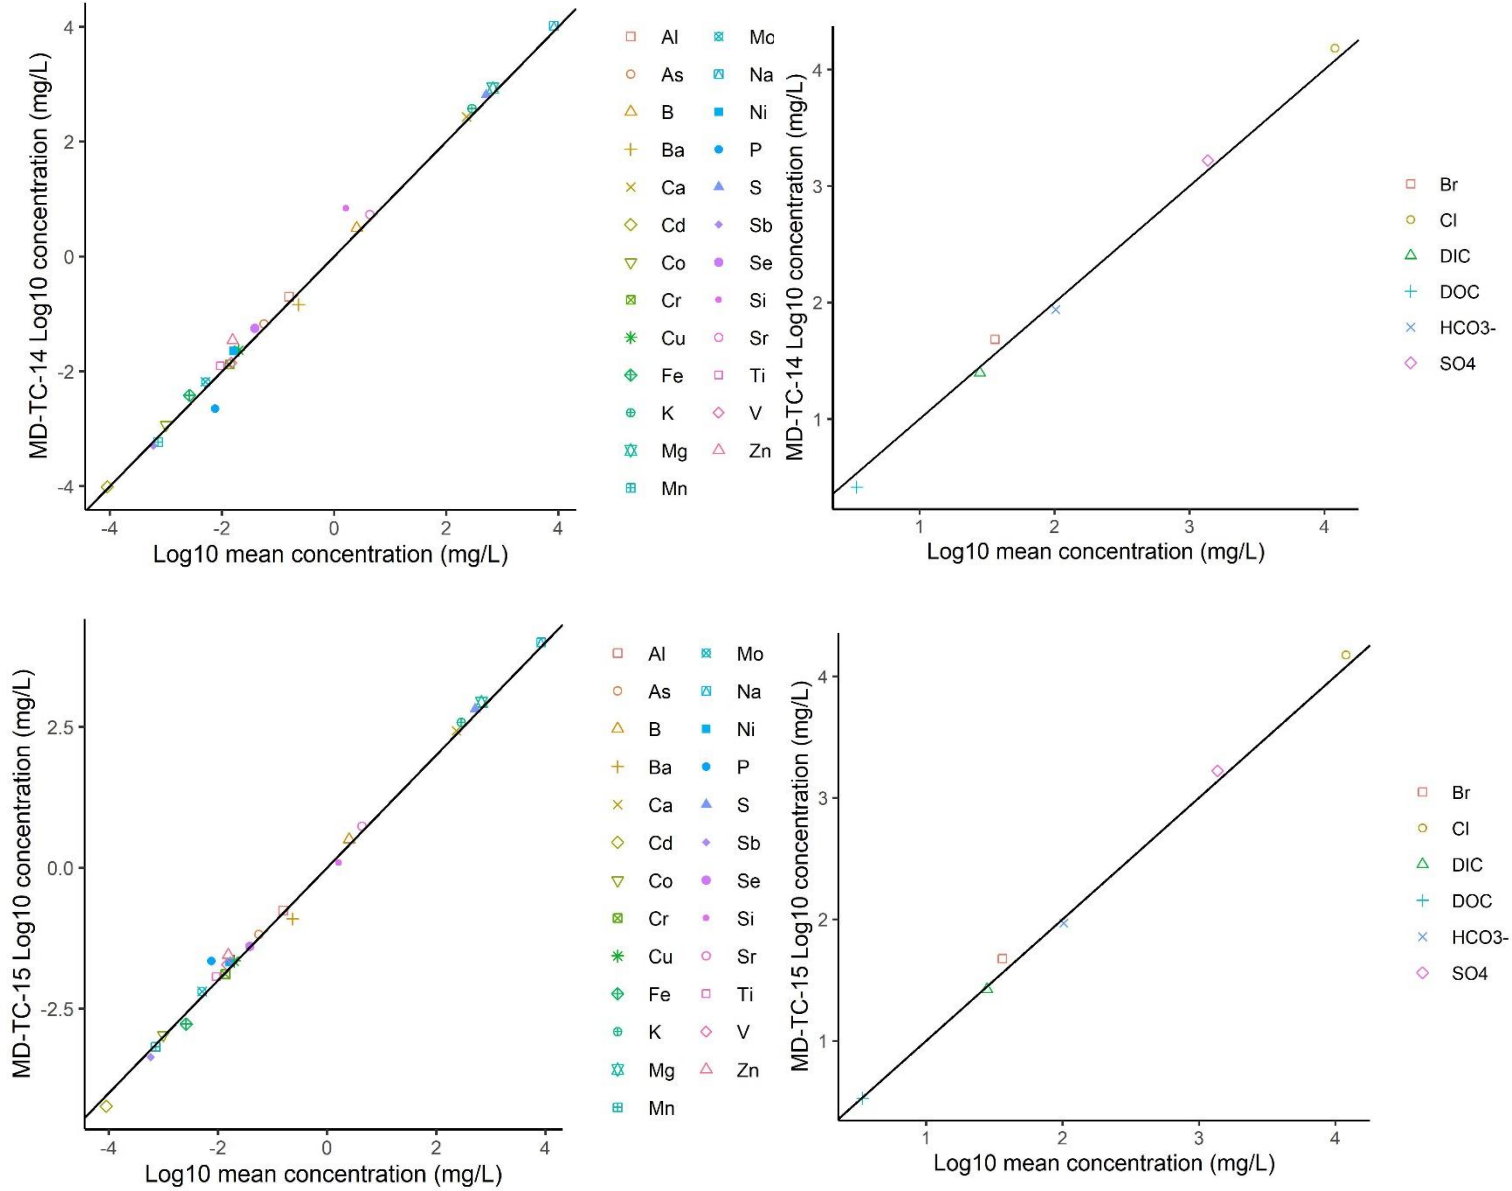 MD-TC-14 Log10 concentration (mg/L)
4
2
0
-2
-4
-4 -2 0 2 4
Log10 mean concentration (mg/L)
Al Mo
As Na
B Ni
Ba P
Ca S
Cd Sb
Co Se
Cr Si
Cu Sr
Fe Ti
K V
Mg Zn
Mn
MD-TC-14 Log10 concentration (mg/L)
4
3
2
1
1 2 3 4
Log10 mean concentration (mg/L)
Br
Cl
DIC
DOC
HCO3-
SO4
MD-TC-15 Log10 concentration (mg/L)
2.5
0.0
-2.5
-4 -2 0 2 4
Log10 mean concentration (mg/L)
Al Mo
As Na
B Ni
Ba P
Ca S
Cd Sb
Co Se
Cr Si
Cu Sr
Fe Ti
K V
Mg Zn
Mn
MD-TC-15 Log10 concentration (mg/L)
4
3
2
1
1 2 3 4
Log10 mean concentration (mg/L)
Br
Cl
DIC
DOC
HCO3-
SO4